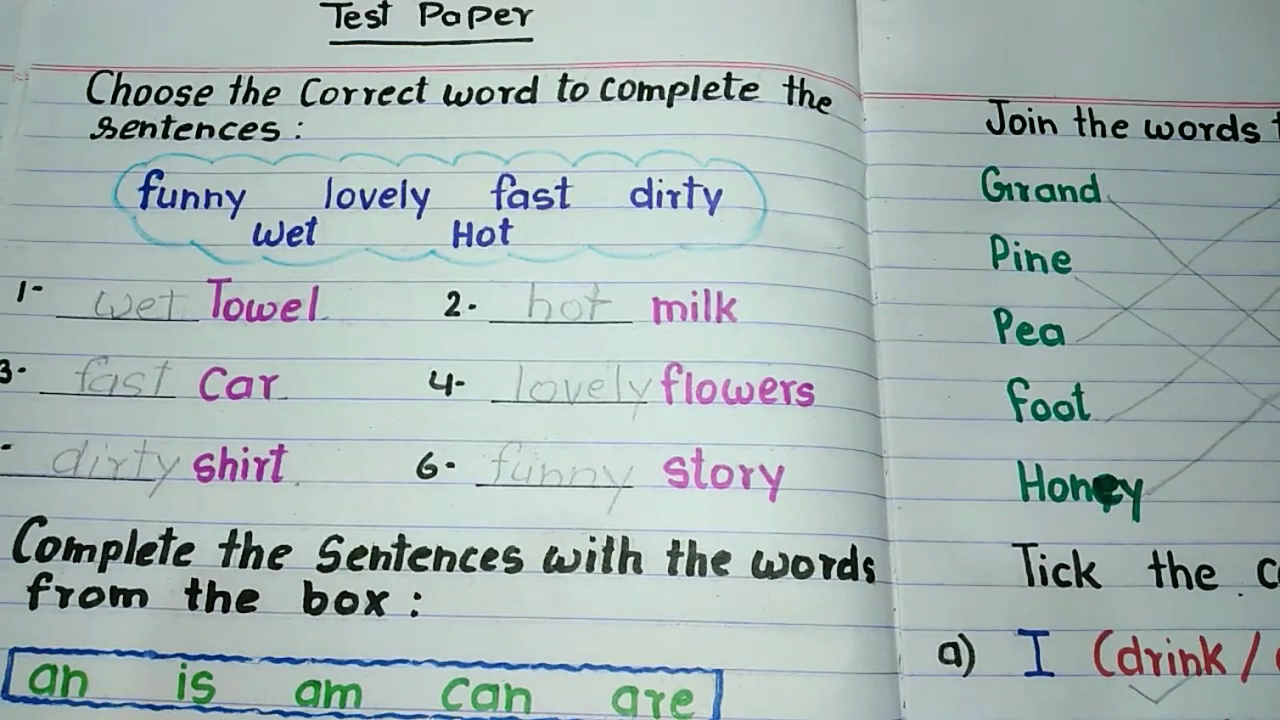 Test Paper
Choose the Correct word to complete the
sentences :
funny lovely fast dirty
wet Hot
1- wet Towel 2- hot milk
3- fast Car 4- lovely flowers
- dirty shirt 6- funny story
Complete the Sentences with the words
from the box :
an is am can are
Join the words
Grand
Pine
Pea
foot
Honey
Tick the
a) I (drink /